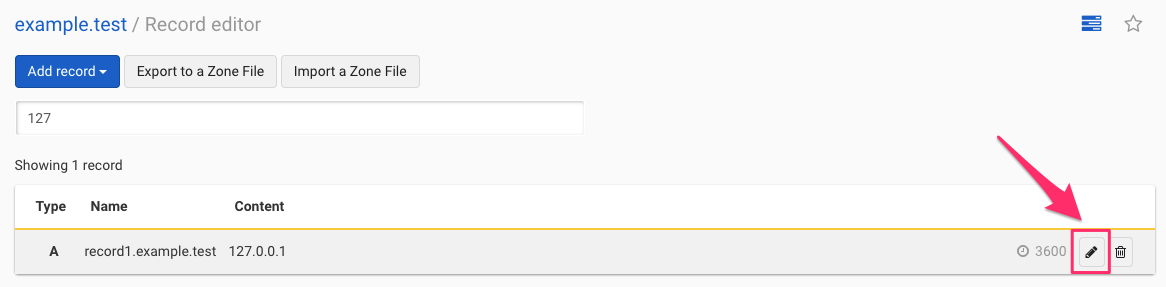 example.test / Record editor
Add record Export to a Zone File Import a Zone File
127
Showing 1 record
Type Name Content
A record1.example.test 127.0.0.1 3600